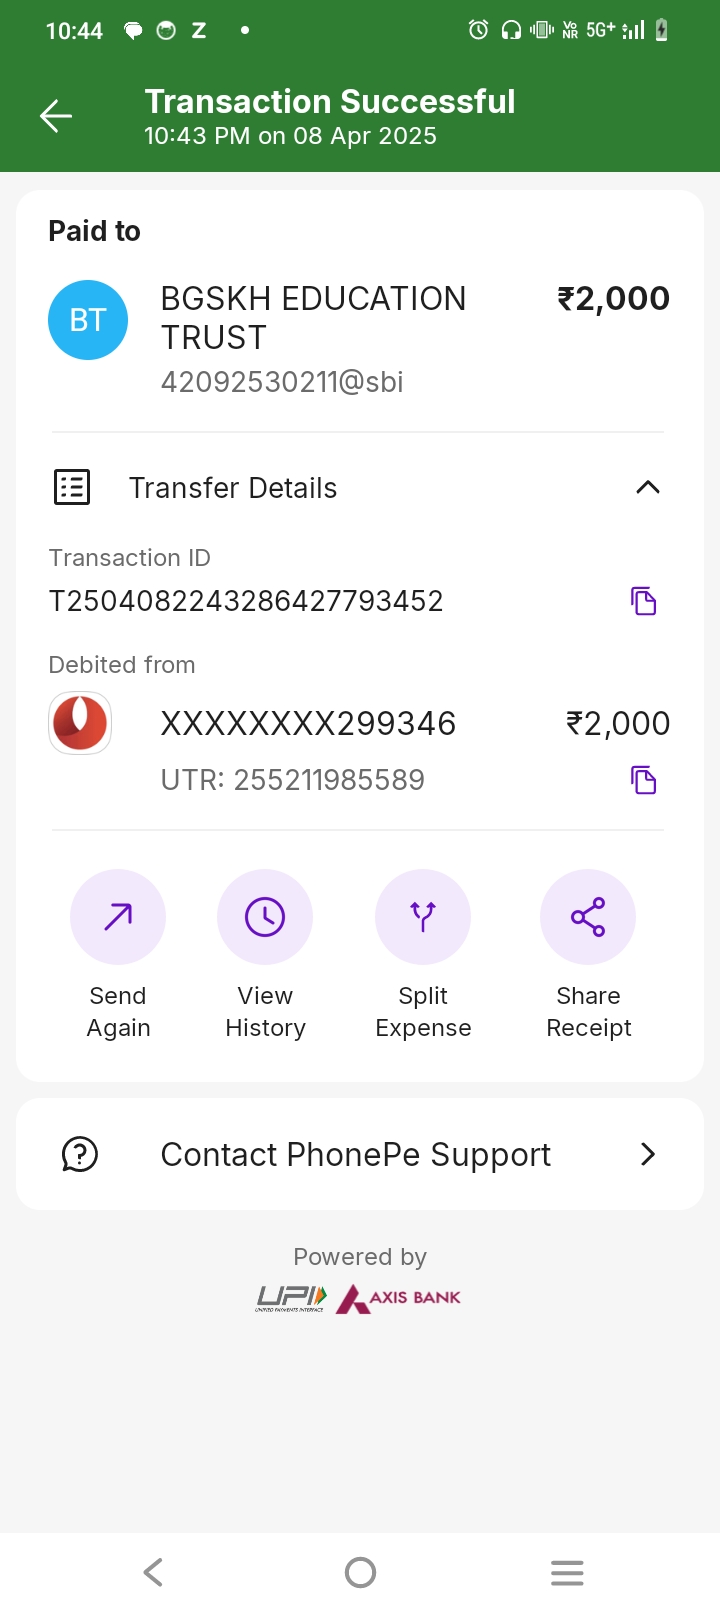 10:44
Z
Vo
NR
5G+
Transaction Successful
10:43 PM on 08 Apr 2025
Paid to
BT
BGSKH EDUCATION
TRUST
₹2,000
42092530211@sbi
Transfer Details
Transaction ID
T2504082243286427793452
Debited from
XXXXXXXX299346
₹2,000
UTR: 255211985589
Send
Again
View
History
Split
Expense
Share
Receipt
Contact PhonePe Support
Powered by
UPI
UNIFIED PAYMENTS INTERFACE
AXIS BANK